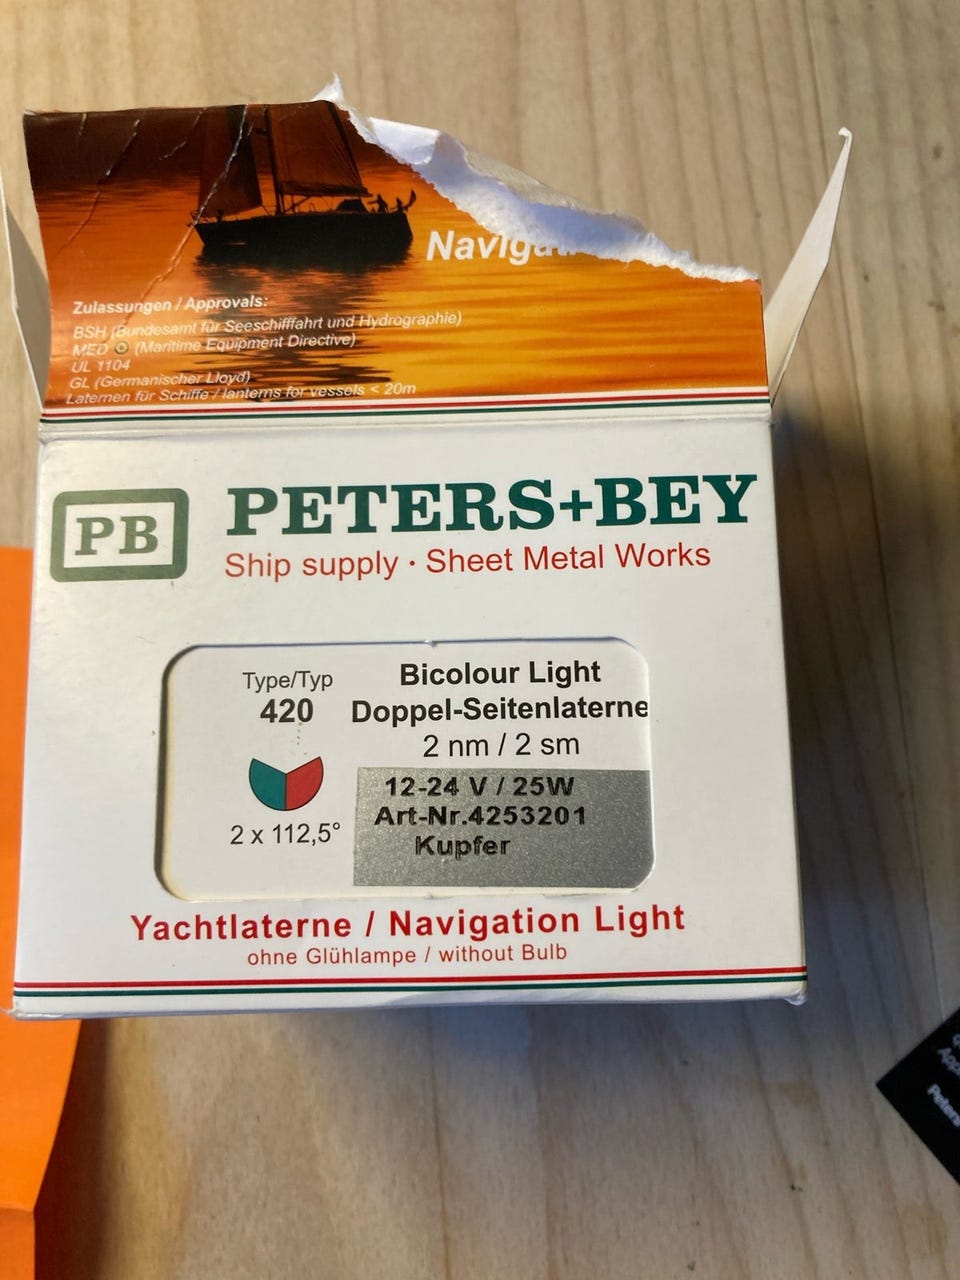 Zulassungen / Approvals:
BSH (Bundesamt für Seeschifffahrt und Hydrographie)
MED (Maritime Equipment Directive)
UL 1104
GL (Germanischer Lloyd)
Laternen für Schiffe / lanterns for vessels < 20m
PB
PETERS+BEY
Ship supply · Sheet Metal Works
Type/Typ
420
2 x 112,5°
Bicolour Light
Doppel-Seitenlaterne
2 nm / 2 sm
12-24 V / 25W
Art-Nr.4253201
Kupfer
Yachtlaterne / Navigation Light
ohne Glühlampe / without Bulb